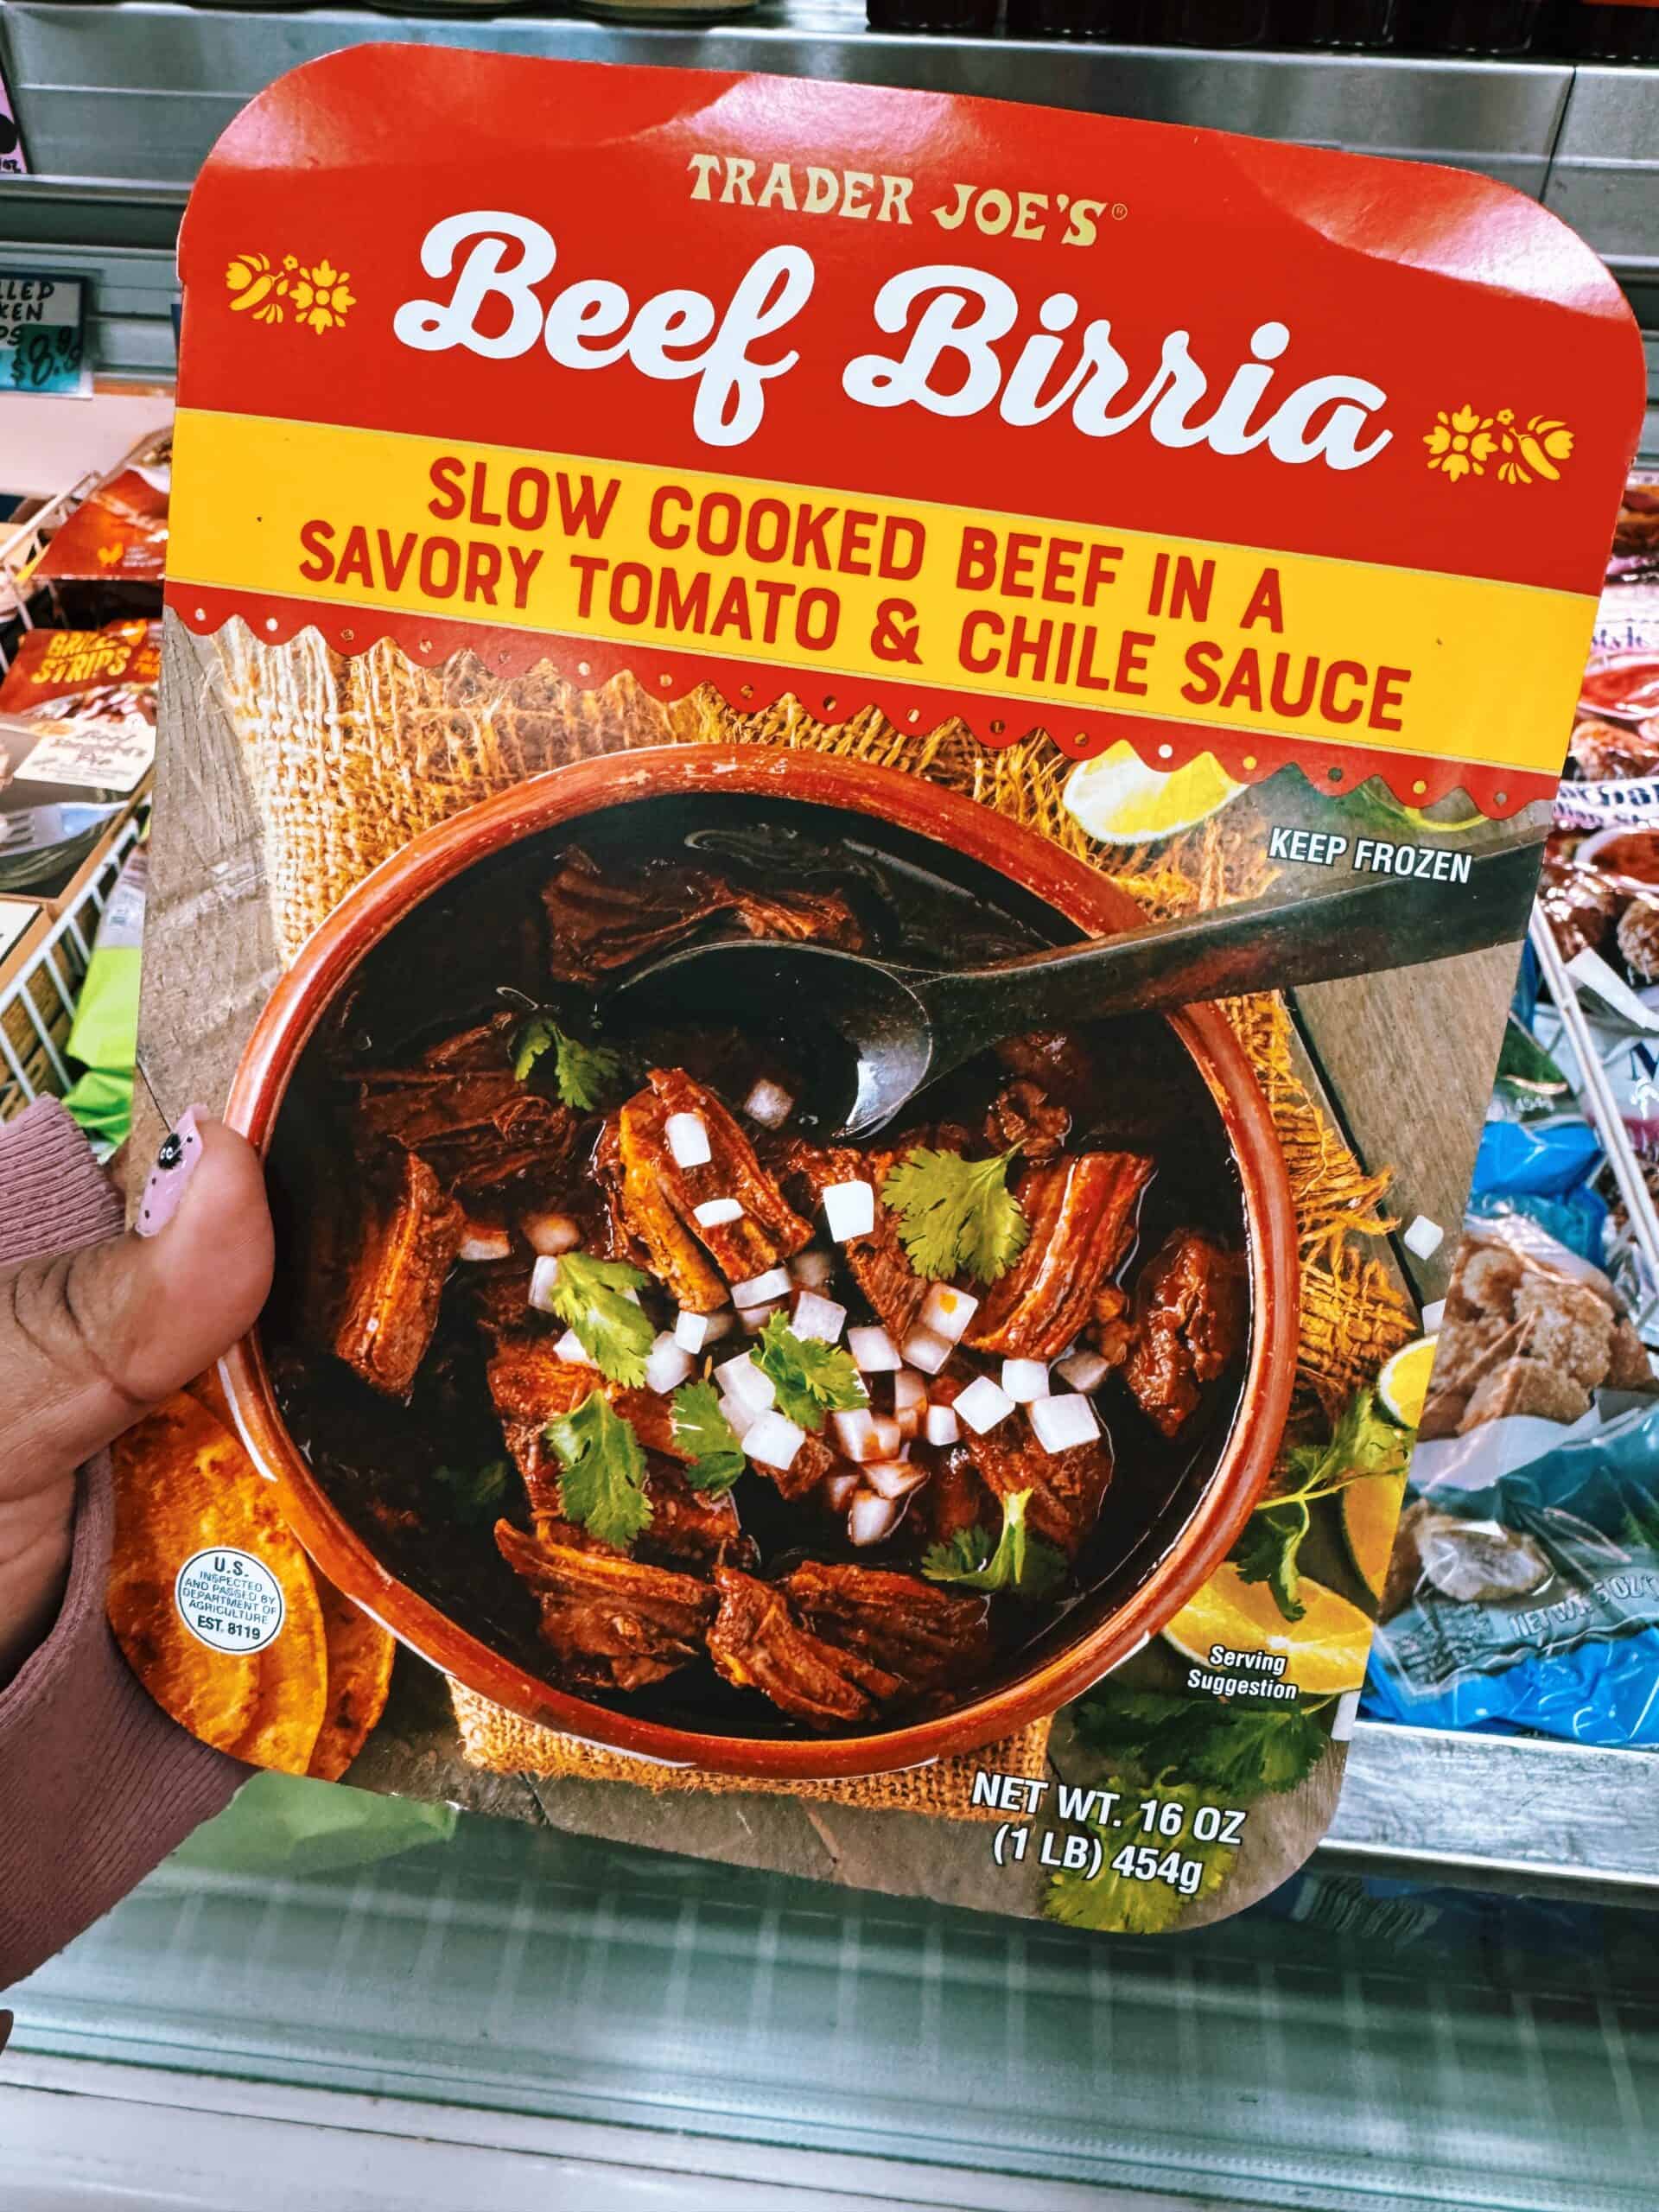 TRADER JOE'S®
Beef Birria
SLOW COOKED BEEF IN A
SAVORY TOMATO & CHILE SAUCE
KEEP FROZEN
U.S.
INSPECTED
AND PASSED BY
DEPARTMENT OF
AGRICULTURE
EST. 8119
Serving
Suggestion
NET WT. 16 OZ
(1 LB) 454g
STRIPS